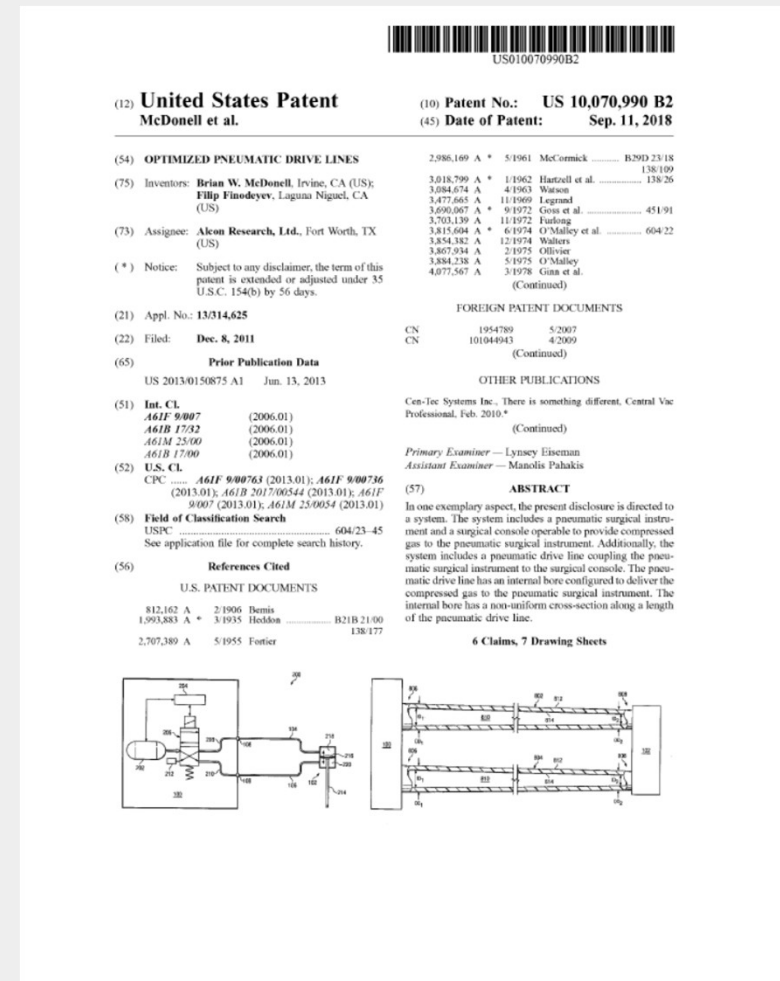 US010070990B2
(12) United States Patent
McDonell et al.
(10) Patent No.: US 10,070,990 B2
(45) Date of Patent: Sep. 11, 2018
(54) OPTIMIZED PNEUMATIC DRIVE LINES
(75) Inventors: Brian W. McDonell, Irvine, CA (US);
Filip Finodeyev, Laguna Niguel, CA
(US)
(73) Assignee: Alcon Research, Ltd., Fort Worth, TX
(US)
( * ) Notice: Subject to any disclaimer, the term of this
patent is extended or adjusted under 35
U.S.C. 154(b) by 56 days.
(21) Appl. No.: 13/314,625
(22) Filed: Dec. 8, 2011
(65) Prior Publication Data
US 2013/0150875 A1 Jun. 13, 2013
(51) Int. Cl.
A61F 9/007 (2006.01)
A61B 17/32 (2006.01)
A61M 25/00 (2006.01)
A61B 17/00 (2006.01)
(52) U.S. Cl.
CPC ...... A61F 9/00763 (2013.01); A61F 9/00736
(2013.01); A61B 2017/00544 (2013.01); A61F
9/007 (2013.01); A61M 25/0054 (2013.01)
(58) Field of Classification Search
USPC .................................................. 604/23-45
See application file for complete search history.
(56) References Cited
U.S. PATENT DOCUMENTS
812,162 A 2/1906 Bemis
1,993,883 A * 3/1935 Heddon ............... B21B 21/00
138/177
2,707,389 A 5/1955 Fortier
2,986,169 A * 5/1961 McCormick ......... B29D 23/18
138/109
3,018,799 A * 1/1962 Hartzell et al. .............. 138/26
3,084,674 A 4/1963 Watson
3,477,665 A 11/1969 Legrand
3,690,067 A * 9/1972 Goss et al. .................... 451/91
3,703,139 A 11/1972 Furlong
3,815,604 A * 6/1974 O'Malley et al. ............ 604/22
3,854,382 A 12/1974 Walters
3,867,934 A 2/1975 Ollivier
3,884,238 A 5/1975 O'Malley
4,077,567 A 3/1978 Ginn et al.
(Continued)
FOREIGN PATENT DOCUMENTS
CN 1954789 5/2007
CN 101044943 4/2009
(Continued)
OTHER PUBLICATIONS
Cen-Tec Systems Inc., There is something different, Central Vac
Professional, Feb. 2010.*
(Continued)
Primary Examiner — Lynsey Eiseman
Assistant Examiner — Manolis Pahakis
(57) ABSTRACT
In one exemplary aspect, the present disclosure is directed to
a system. The system includes a pneumatic surgical instru-
ment and a surgical console operable to provide compressed
gas to the pneumatic surgical instrument. Additionally, the
system includes a pneumatic drive line coupling the pneu-
matic surgical instrument to the surgical console. The pneu-
matic drive line has an internal bore configured to deliver the
compressed gas to the pneumatic surgical instrument. The
internal bore has a non-uniform cross-section along a length
of the pneumatic drive line.
6 Claims, 7 Drawing Sheets
204
202
212
210
214
102